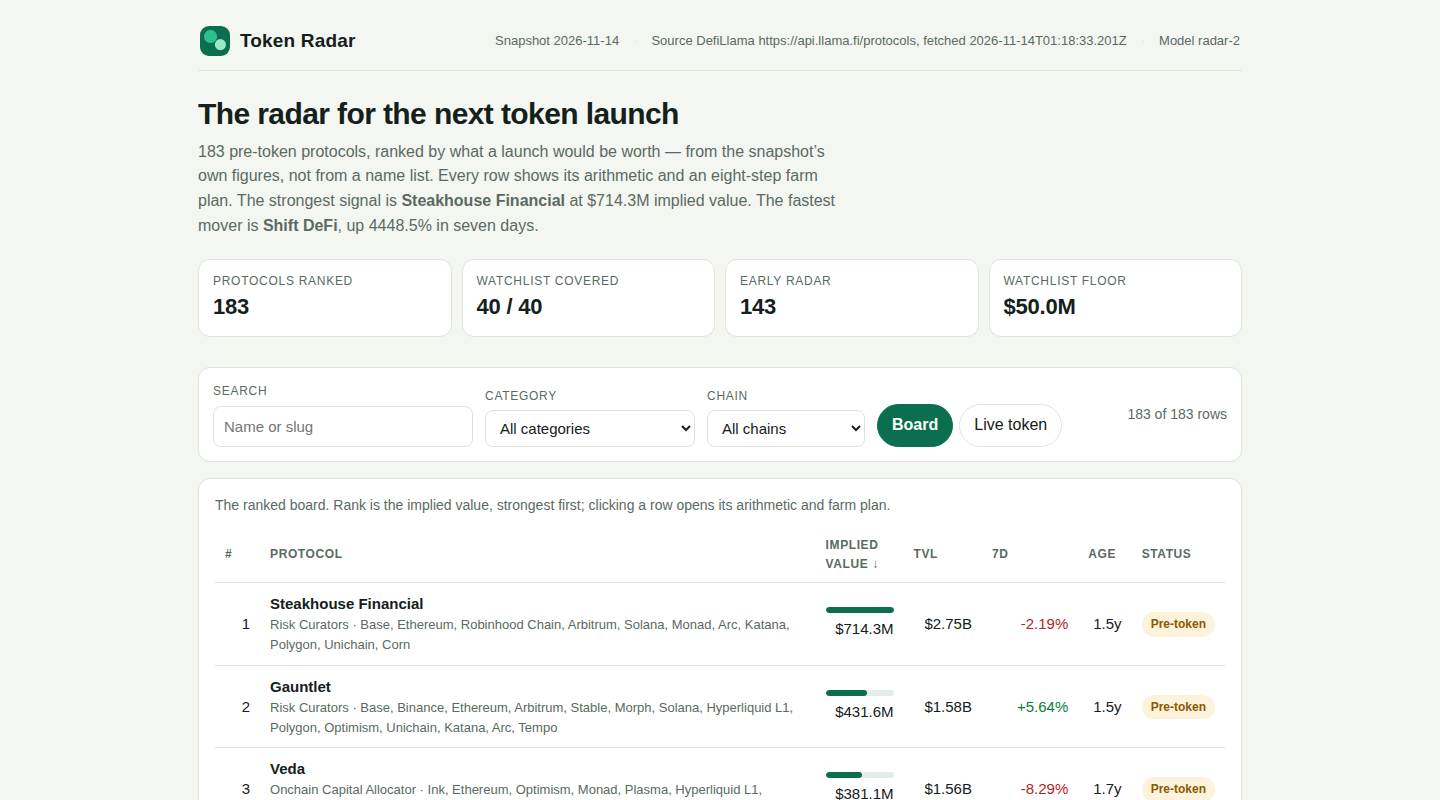 Token Radar
Snapshot 2026-11-14 · Source DefiLlama https://api.llama.fi/protocols, fetched 2026-11-14T01:18:33.201Z · Model radar-2
The radar for the next token launch
183 pre-token protocols, ranked by what a launch would be worth — from the snapshot’s
own figures, not from a name list. Every row shows its arithmetic and an eight-step farm
plan. The strongest signal is Steakhouse Financial at $714.3M implied value. The fastest
mover is Shift DeFi, up 4448.5% in seven days.
PROTOCOLS RANKED
183
WATCHLIST COVERED
40 / 40
EARLY RADAR
143
WATCHLIST FLOOR
$50.0M
SEARCH
Name or slug
CATEGORY
All categories
CHAIN
All chains
Board
Live token
183 of 183 rows
The ranked board. Rank is the implied value, strongest first; clicking a row opens its arithmetic and farm plan.
# PROTOCOL IMPLIED VALUE ↓ TVL 7D AGE STATUS
1
Steakhouse Financial
Risk Curators · Base, Ethereum, Robinhood Chain, Arbitrum, Solana, Monad, Arc, Katana,
Polygon, Unichain, Corn
$714.3M $2.75B -2.19% 1.5y Pre-token
2
Gauntlet
Risk Curators · Base, Binance, Ethereum, Arbitrum, Stable, Morph, Solana, Hyperliquid L1,
Polygon, Optimism, Unichain, Katana, Arc, Tempo
$431.6M $1.58B +5.64% 1.5y Pre-token
3
Veda
Onchain Capital Allocator · Ink, Ethereum, Optimism, Monad, Plasma, Hyperliquid L1,
$381.1M $1.56B -8.29% 1.7y Pre-token